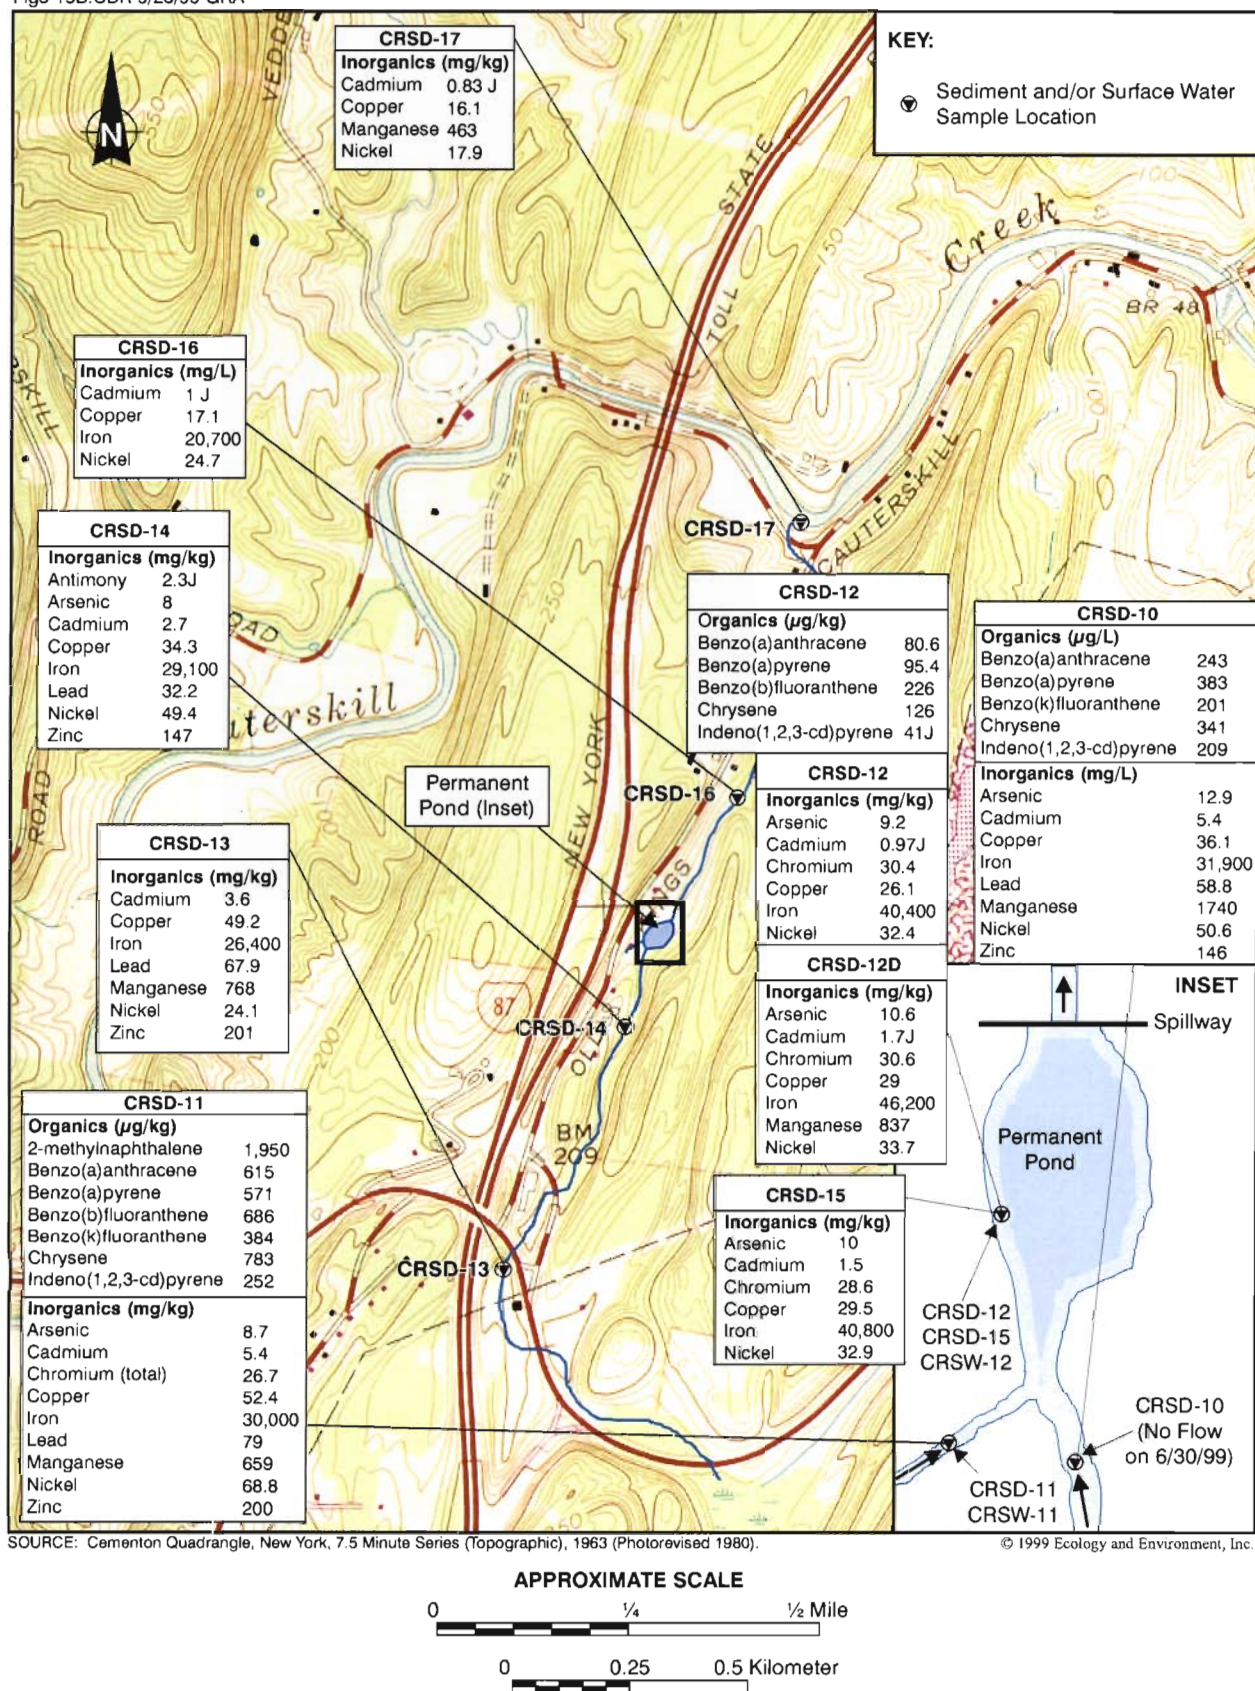 CRSD-17
Inorganics (mg/kg)
Cadmium 0.83 J
Copper 16.1
Manganese 463
Nickel 17.9
KEY:
Sediment and/or Surface Water
Sample Location
N
VEDDE
550
STATE
TOLL
150
100
Creek
BR 48
CRSD-16
Inorganics (mg/L)
Cadmium 1 J
Copper 17.1
Iron 20,700
Nickel 24.7
CRSD-17
CAUTERSKILL
100
CRSD-14
Inorganics (mg/kg)
Antimony 2.3J
Arsenic 8
Cadmium 2.7
Copper 34.3
Iron 29,100
Lead 32.2
Nickel 49.4
Zinc 147
250
ROAD
uterskill
CRSD-12
Organics (µg/kg)
Benzo(a)anthracene 80.6
Benzo(a)pyrene 95.4
Benzo(b)fluoranthene 226
Chrysene 126
Indeno(1,2,3-cd)pyrene 41J
CRSD-10
Organics (µg/L)
Benzo(a)anthracene 243
Benzo(a)pyrene 383
Benzo(k)fluoranthene 201
Chrysene 341
Indeno(1,2,3-cd)pyrene 209
Inorganics (mg/L)
Arsenic 12.9
Cadmium 5.4
Copper 36.1
Iron 31,900
Lead 58.8
Manganese 1740
Nickel 50.6
Zinc 146
Permanent
Pond (Inset)
NEW YORK
CRSD-16
CRSD-12
Inorganics (mg/kg)
Arsenic 9.2
Cadmium 0.97J
Chromium 30.4
Copper 26.1
Iron 40,400
Nickel 32.4
ROAD
100
CRSD-13
Inorganics (mg/kg)
Cadmium 3.6
Copper 49.2
Iron 26,400
Lead 67.9
Manganese 768
Nickel 24.1
Zinc 201
INGS
87
CRSD-14
OLL
200
CRSD-12D
Inorganics (mg/kg)
Arsenic 10.6
Cadmium 1.7J
Chromium 30.6
Copper 29
Iron 46,200
Manganese 837
Nickel 33.7
INSET
Spillway
Permanent
Pond
BM
209
CRSD-11
Organics (µg/kg)
2-methylnaphthalene 1,950
Benzo(a)anthracene 615
Benzo(a)pyrene 571
Benzo(b)fluoranthene 686
Benzo(k)fluoranthene 384
Chrysene 783
Indeno(1,2,3-cd)pyrene 252
Inorganics (mg/kg)
Arsenic 8.7
Cadmium 5.4
Chromium (total) 26.7
Copper 52.4
Iron 30,000
Lead 79
Manganese 659
Nickel 68.8
Zinc 200
CRSD-13
CRSD-15
Inorganics (mg/kg)
Arsenic 10
Cadmium 1.5
Chromium 28.6
Copper 29.5
Iron 40,800
Nickel 32.9
CRSD-12
CRSD-15
CRSW-12
CRSD-10
(No Flow
on 6/30/99)
CRSD-11
CRSW-11
SOURCE: Cementon Quadrangle, New York, 7.5 Minute Series (Topographic), 1963 (Photorevised 1980).
© 1999 Ecology and Environment, Inc.
APPROXIMATE SCALE
0 ¼ ½ Mile
0 0.25 0.5 Kilometer